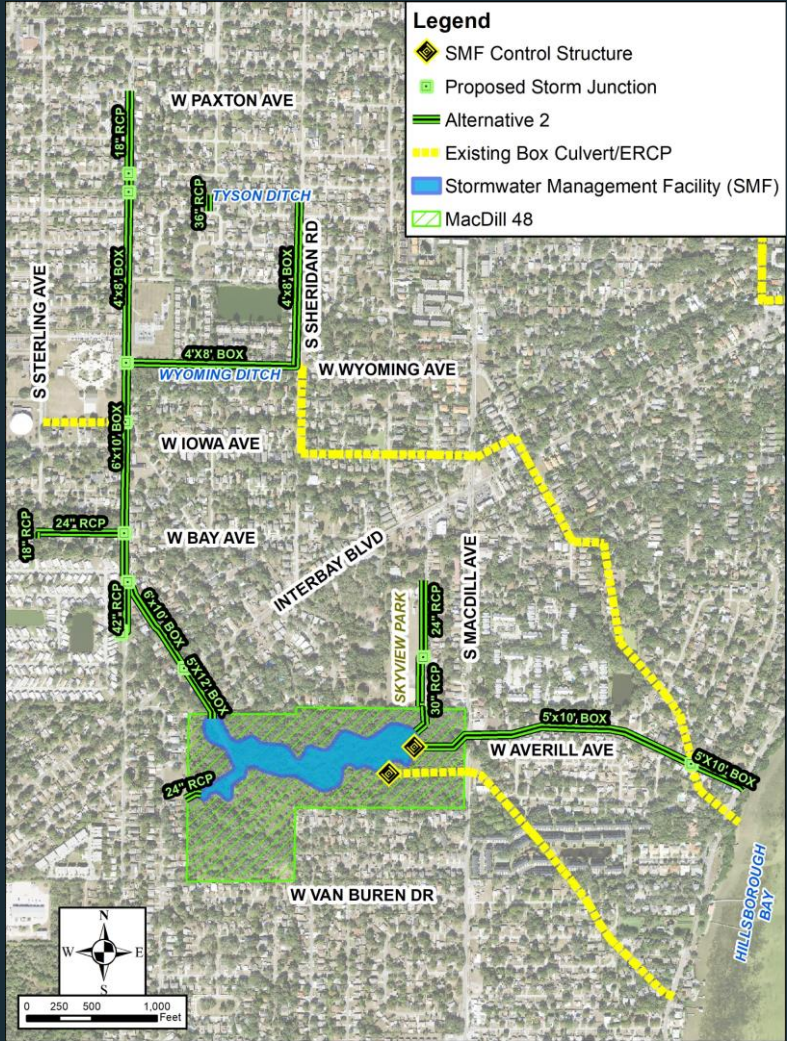 Legend
SMF Control Structure
Proposed Storm Junction
Alternative 2
Existing Box Culvert/ERCP
Stormwater Management Facility (SMF)
MacDill 48
W PAXTON AVE
18" RCP
TYSON DITCH
36" RCP
4'x8' BOX
4'x8' BOX
S SHERIDAN RD
S STERLING AVE
4'X8' BOX
WYOMING DITCH
W WYOMING AVE
6'x10' BOX
W IOWA AVE
24" RCP
18" RCP
W BAY AVE
INTERBAY BLVD
42" RCP
6'x10' BOX
5'X12' BOX
SKYVIEW PARK
24" RCP
30" RCP
S MACDILL AVE
5'x10' BOX
W AVERILL AVE
5'X10' BOX
24" RCP
W VAN BUREN DR
HILLSBOROUGH
BAY
N
W
E
S
0 250 500 1,000
Feet